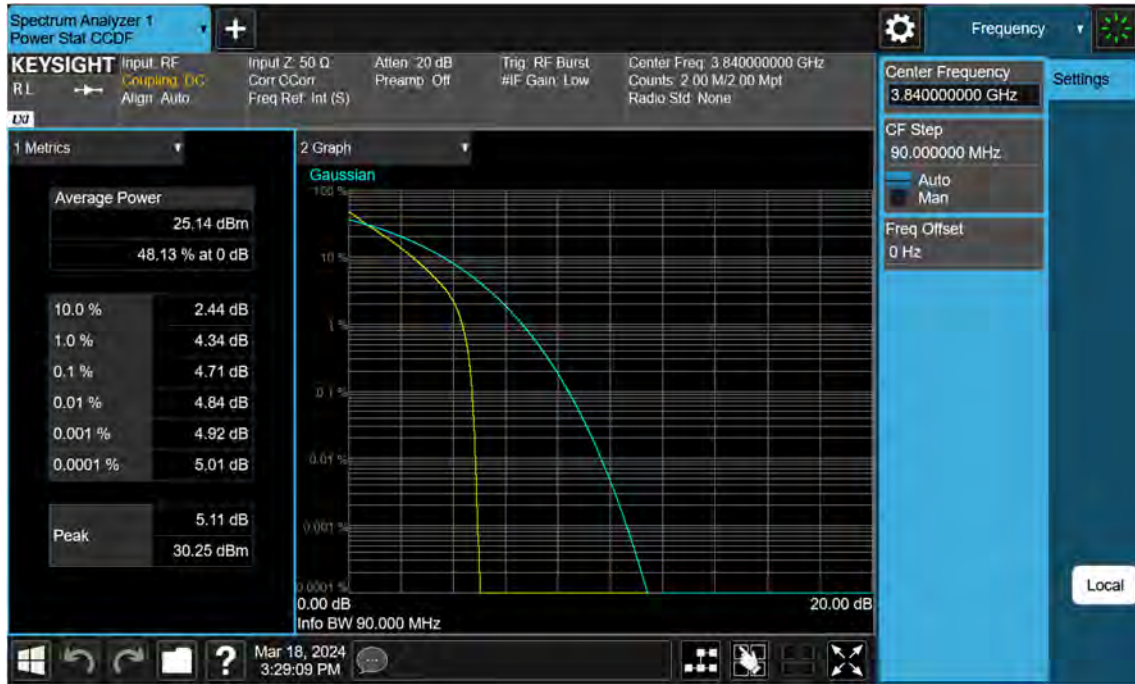 Spectrum Analyzer 1
Power Stat CCDF
+
Frequency
KEYSIGHT
Input: RF
Coupling: DC
Align: Auto
Input Z: 50 Ω
Corr CCorr
Freq Ref: Int (S)
Atten: 20 dB
Preamp: Off
Trig: RF Burst
#IF Gain: Low
Center Freq: 3.840000000 GHz
Counts: 2.00 M/2.00 Mpt
Radio Std: None
R L
LXI
Center Frequency
3.840000000 GHz
Settings
CF Step
90.000000 MHz
Auto
Man
Freq Offset
0 Hz
1 Metrics
Average Power
25.14 dBm
48.13 % at 0 dB
10.0 % 2.44 dB
1.0 % 4.34 dB
0.1 % 4.71 dB
0.01 % 4.84 dB
0.001 % 4.92 dB
0.0001 % 5.01 dB
Peak
5.11 dB
30.25 dBm
2 Graph
Gaussian
100 %
10 %
1 %
0.1 %
0.01 %
0.001 %
0.0001 %
0.00 dB
20.00 dB
Info BW 90.000 MHz
Local
?
Mar 18, 2024
3:29:09 PM